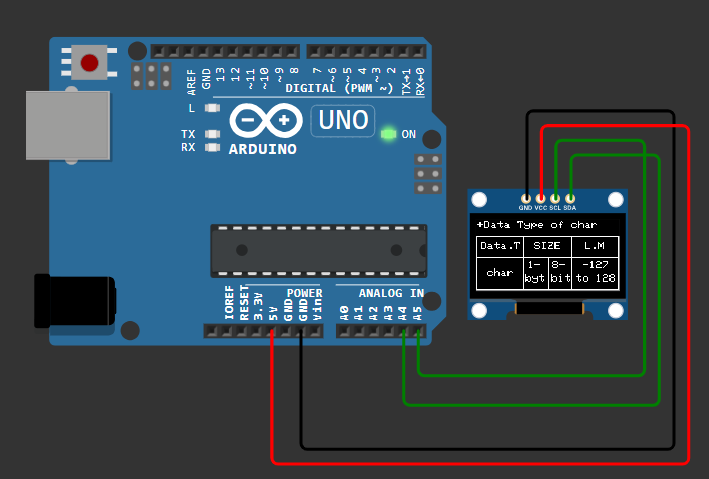 AREF
GND
13
12
~11
~10
~9
8
7
~6
~5
4
~3
2
TX→1
RX←0
DIGITAL (PWM ~)
L
TX
RX
UNO
ON
ARDUINO
GND VCC SCL SDA
*Data Type of char
Data.T SIZE L.M
char 1- 8- -127
byt bit to 128
IOREF
RESET
3.3V
5V
GND
GND
Vin
POWER
ANALOG IN
A0
A1
A2
A3
A4
A5